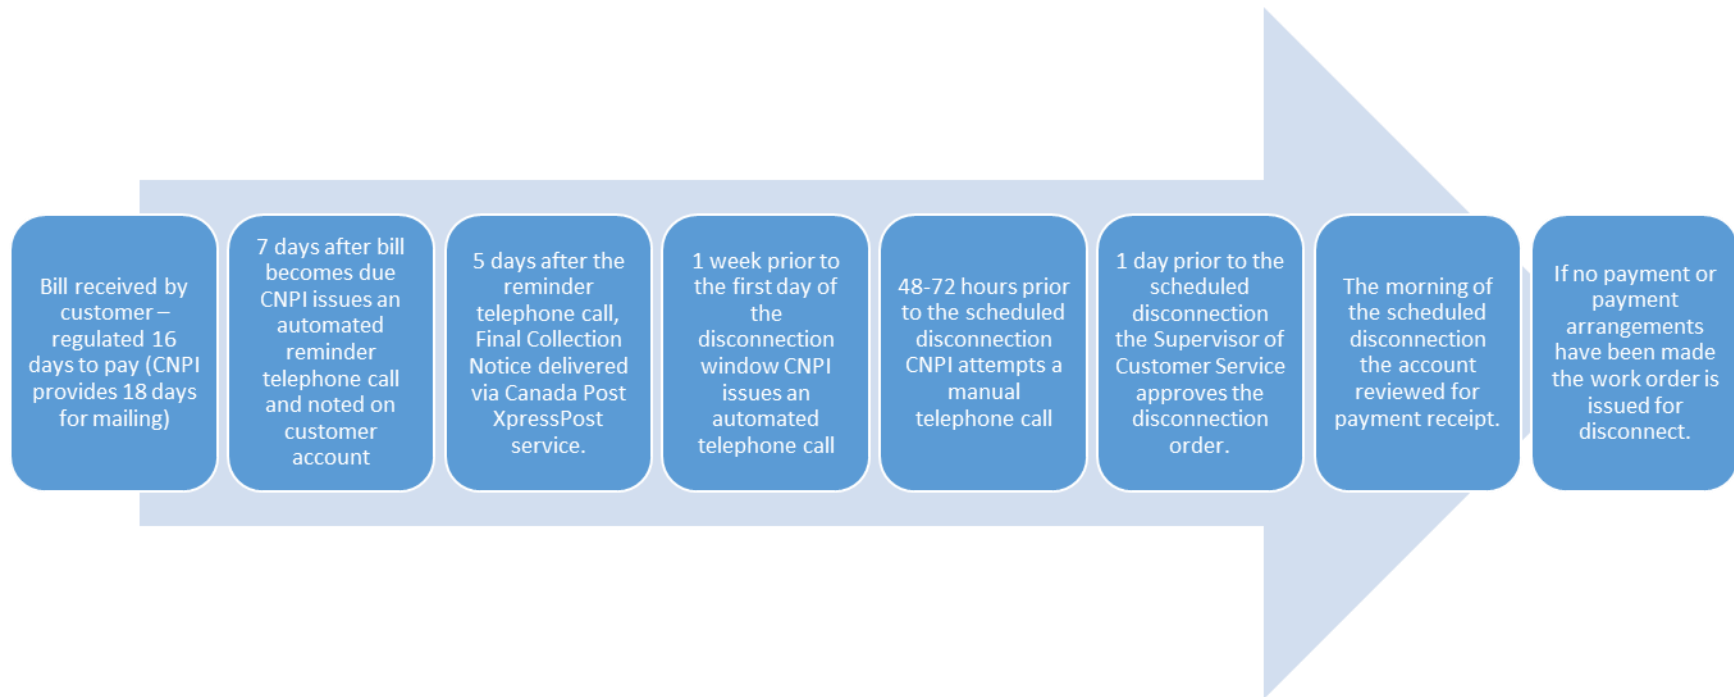 Bill received by
customer –
regulated 16
days to pay (CNPI
provides 18 days
for mailing)
7 days after bill
becomes due
CNPI issues an
automated
reminder
telephone call
and noted on
customer
account
5 days after the
reminder
telephone call,
Final Collection
Notice delivered
via Canada Post
XpressPost
service.
1 week prior to
the first day of
the
disconnection
window CNPI
issues an
automated
telephone call
48-72 hours prior
to the scheduled
disconnection
CNPI attempts a
manual
telephone call
1 day prior to the
scheduled
disconnection
the Supervisor of
Customer Service
approves the
disconnection
order.
The morning of
the scheduled
disconnection
the account
reviewed for
payment receipt.
If no payment or
payment
arrangements
have been made
the work order is
issued for
disconnect.